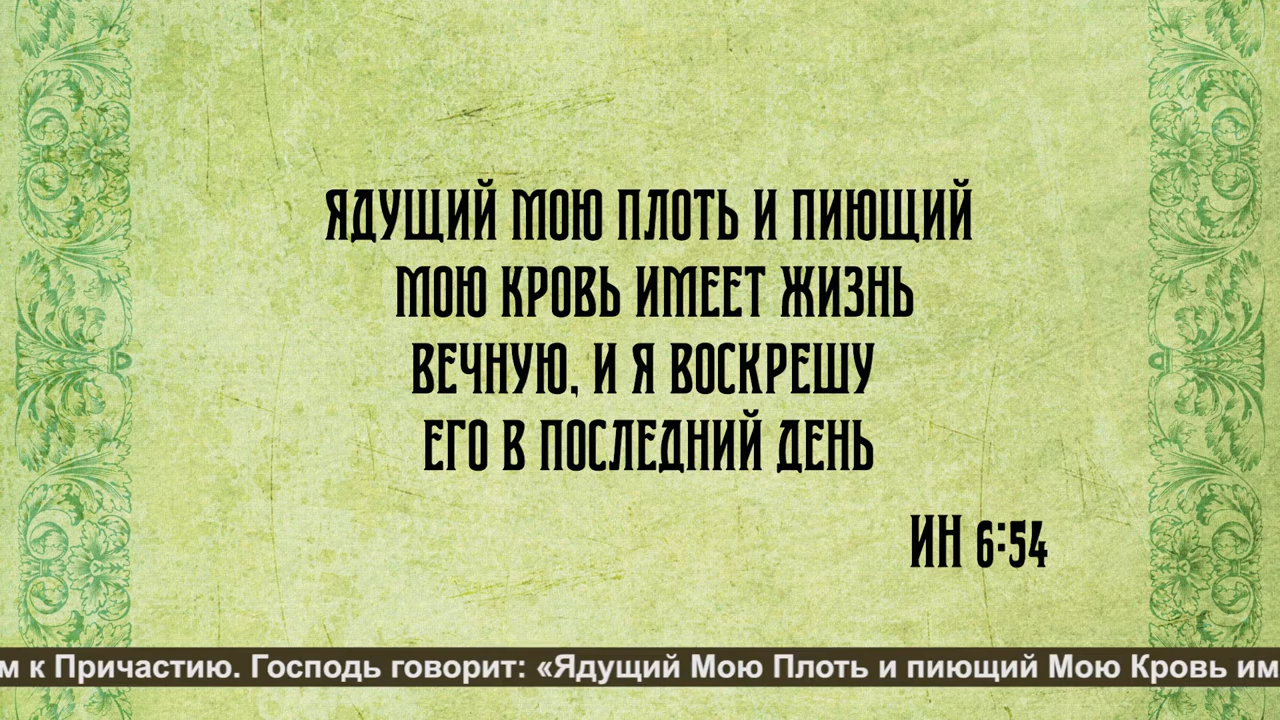 ЯДУЩИЙ МОЮ ПЛОТЬ И ПИЮЩИЙ
МОЮ КРОВЬ ИМЕЕТ ЖИЗНЬ
ВЕЧНУЮ, И Я ВОСКРЕШУ
ЕГО В ПОСЛЕДНИЙ ДЕНЬ
ИН 6:54
м к Причастию. Господь говорит: «Ядущий Мою Плоть и пиющий Мою Кровь им